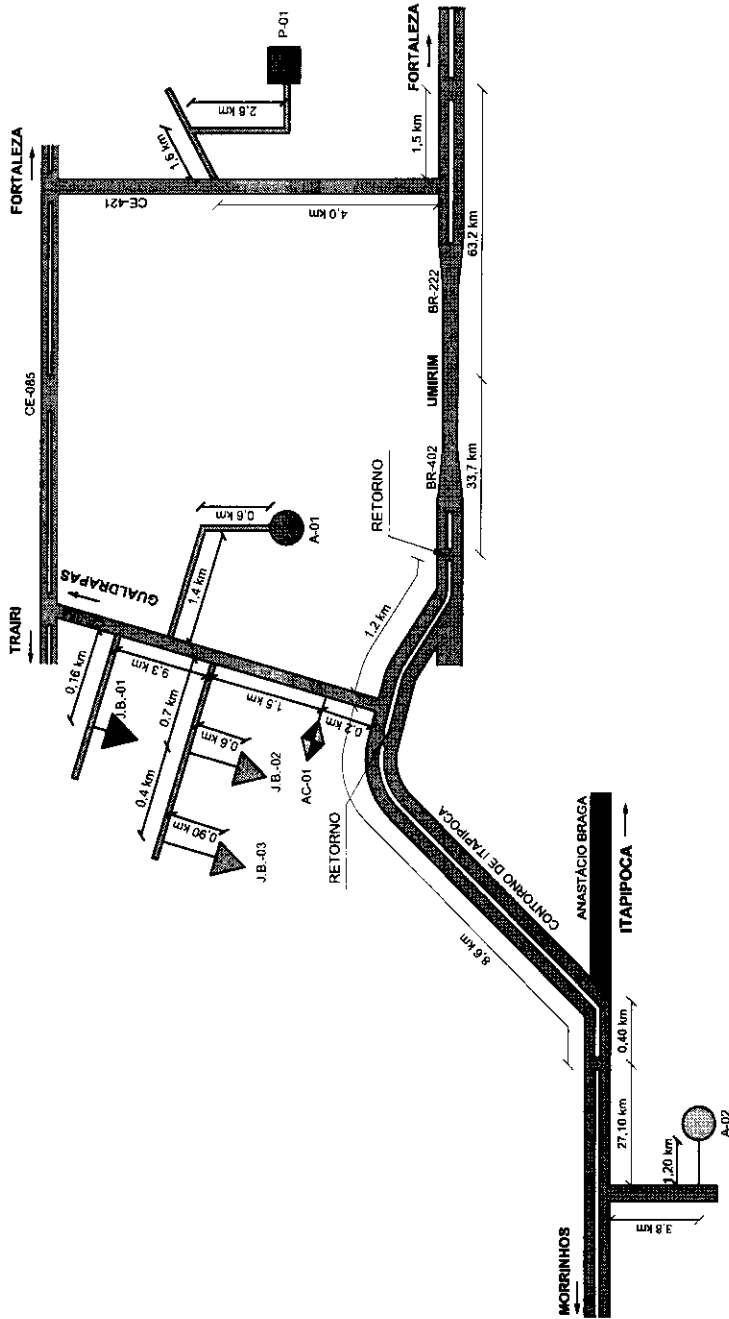 FORTALEZA
P-01
2,6 km
1,6 km
FORTALEZA
1,5 km
CE-421
4,0 km
63,2 km
BR-222
CE-085
UMIRIM
BR-402
33,7 km
RETORNO
0,6 km
A-01
1,4 km
GUALDRAPAS
TRAIRI
1,2 km
0,16 km
9,3 km
J.B.-01
0,7 km
1,5 km
0,2 km
0,6 km
J.B.-02
AC-01
0,4 km
0,90 km
J.B.-03
RETORNO
CONTORNO DE ITAPIPOCA
8,6 km
ANASTÁCIO BRAGA
ITAPIPOCA
0,40 km
27,10 km
A-02
1,20 km
3,8 km
MORRINHOS